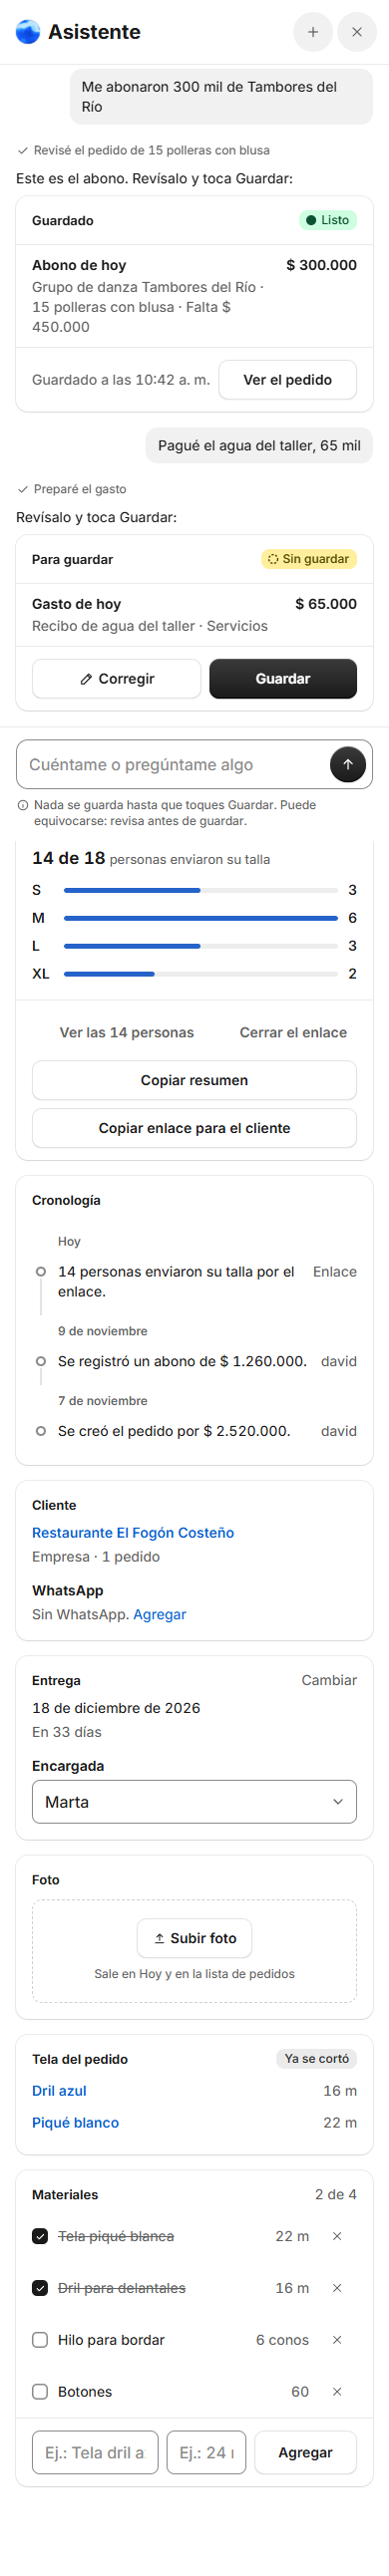 Asistente
Me abonaron 300 mil de Tambores del
Río
Revisé el pedido de 15 polleras con blusa
Este es el abono. Revísalo y toca Guardar:
Guardado
Listo
Abono de hoy
$ 300.000
Grupo de danza Tambores del Río ·
15 polleras con blusa · Falta $
450.000
Guardado a las 10:42 a. m.
Ver el pedido
Pagué el agua del taller, 65 mil
Preparé el gasto
Revísalo y toca Guardar:
Para guardar
Sin guardar
Gasto de hoy
$ 65.000
Recibo de agua del taller · Servicios
Corregir
Guardar
Cuéntame o pregúntame algo
Nada se guarda hasta que toques Guardar. Puede
equivocarse: revisa antes de guardar.
14 de 18 personas enviaron su talla
S 3
M 6
L 3
XL 2
Ver las 14 personas
Cerrar el enlace
Copiar resumen
Copiar enlace para el cliente
Cronología
Hoy
14 personas enviaron su talla por el
enlace.
Enlace
9 de noviembre
Se registró un abono de $ 1.260.000.
david
7 de noviembre
Se creó el pedido por $ 2.520.000.
david
Cliente
Restaurante El Fogón Costeño
Empresa · 1 pedido
WhatsApp
Sin WhatsApp. Agregar
Entrega
Cambiar
18 de diciembre de 2026
En 33 días
Encargada
Marta
Foto
Subir foto
Sale en Hoy y en la lista de pedidos
Tela del pedido
Ya se cortó
Dril azul
16 m
Piqué blanco
22 m
Materiales
2 de 4
Tela piqué blanca
22 m
Dril para delantales
16 m
Hilo para bordar
6 conos
Botones
60
Ej.: Tela dril a
Ej.: 24
Agregar